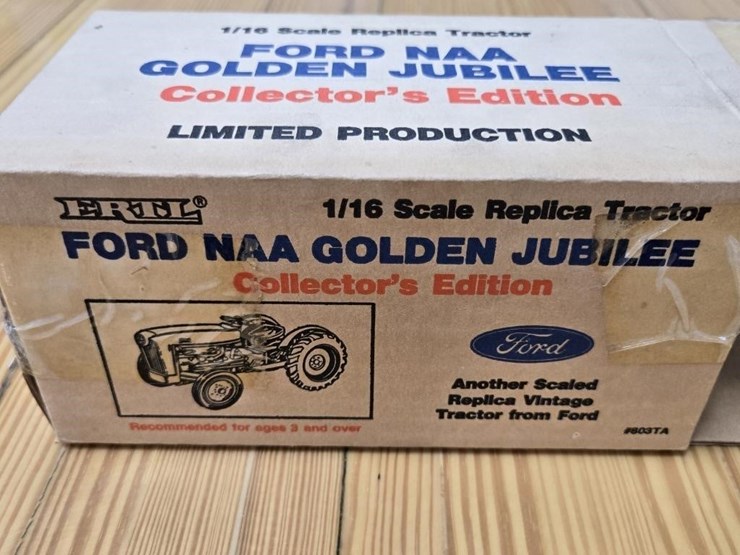 1/16 Scale Replica Tractor
FORD NAA
GOLDEN JUBILEE
Collector's Edition
LIMITED PRODUCTION
ERTL®
1/16 Scale Replica Tractor
FORD NAA GOLDEN JUBILEE
Collector's Edition
Ford
Another Scaled
Replica Vintage
Tractor from Ford
Recommended for ages 3 and over
#803TA